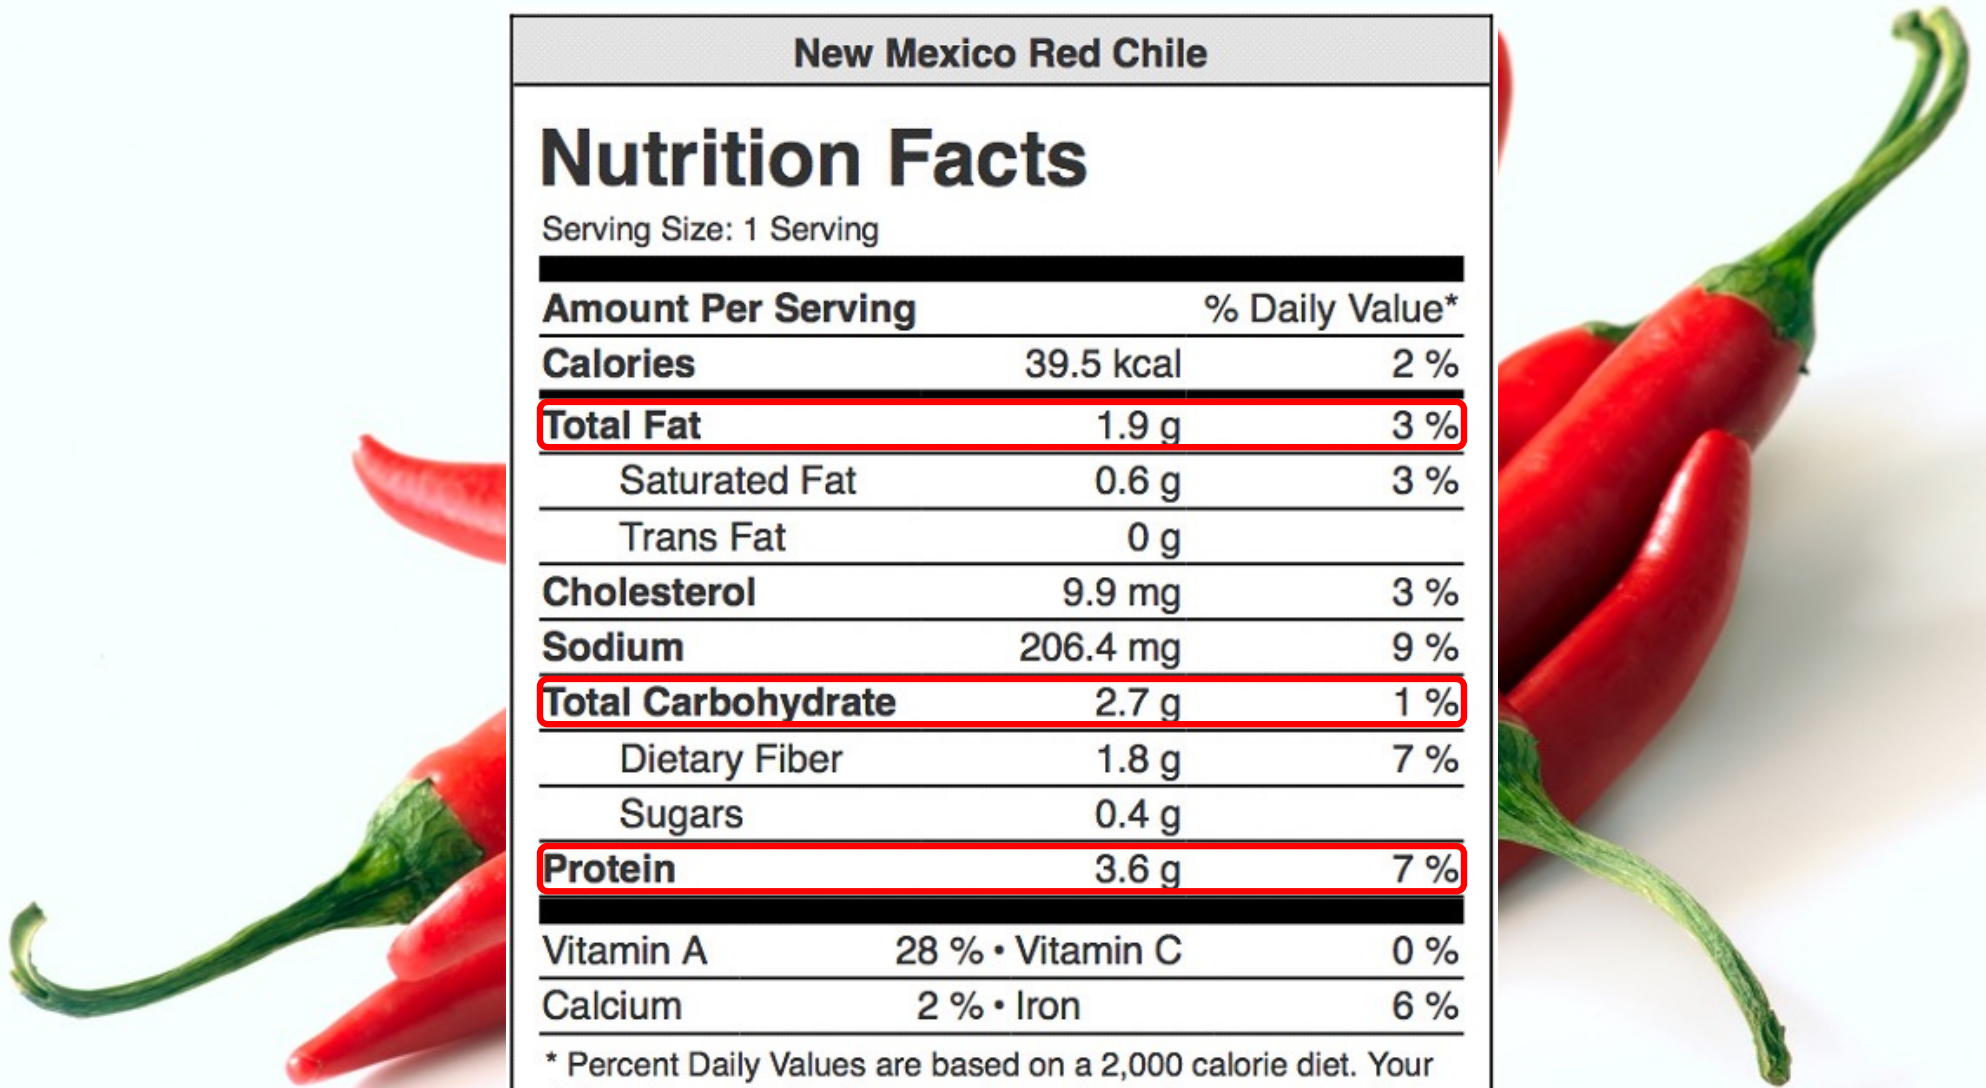 New Mexico Red Chile
Nutrition Facts
Serving Size: 1 Serving
Amount Per Serving % Daily Value*
Calories 39.5 kcal 2 %
Total Fat 1.9 g 3 %
Saturated Fat 0.6 g 3 %
Trans Fat 0 g
Cholesterol 9.9 mg 3 %
Sodium 206.4 mg 9 %
Total Carbohydrate 2.7 g 1 %
Dietary Fiber 1.8 g 7 %
Sugars 0.4 g
Protein 3.6 g 7 %
Vitamin A 28 % • Vitamin C 0 %
Calcium 2 % • Iron 6 %
* Percent Daily Values are based on a 2,000 calorie diet. Your